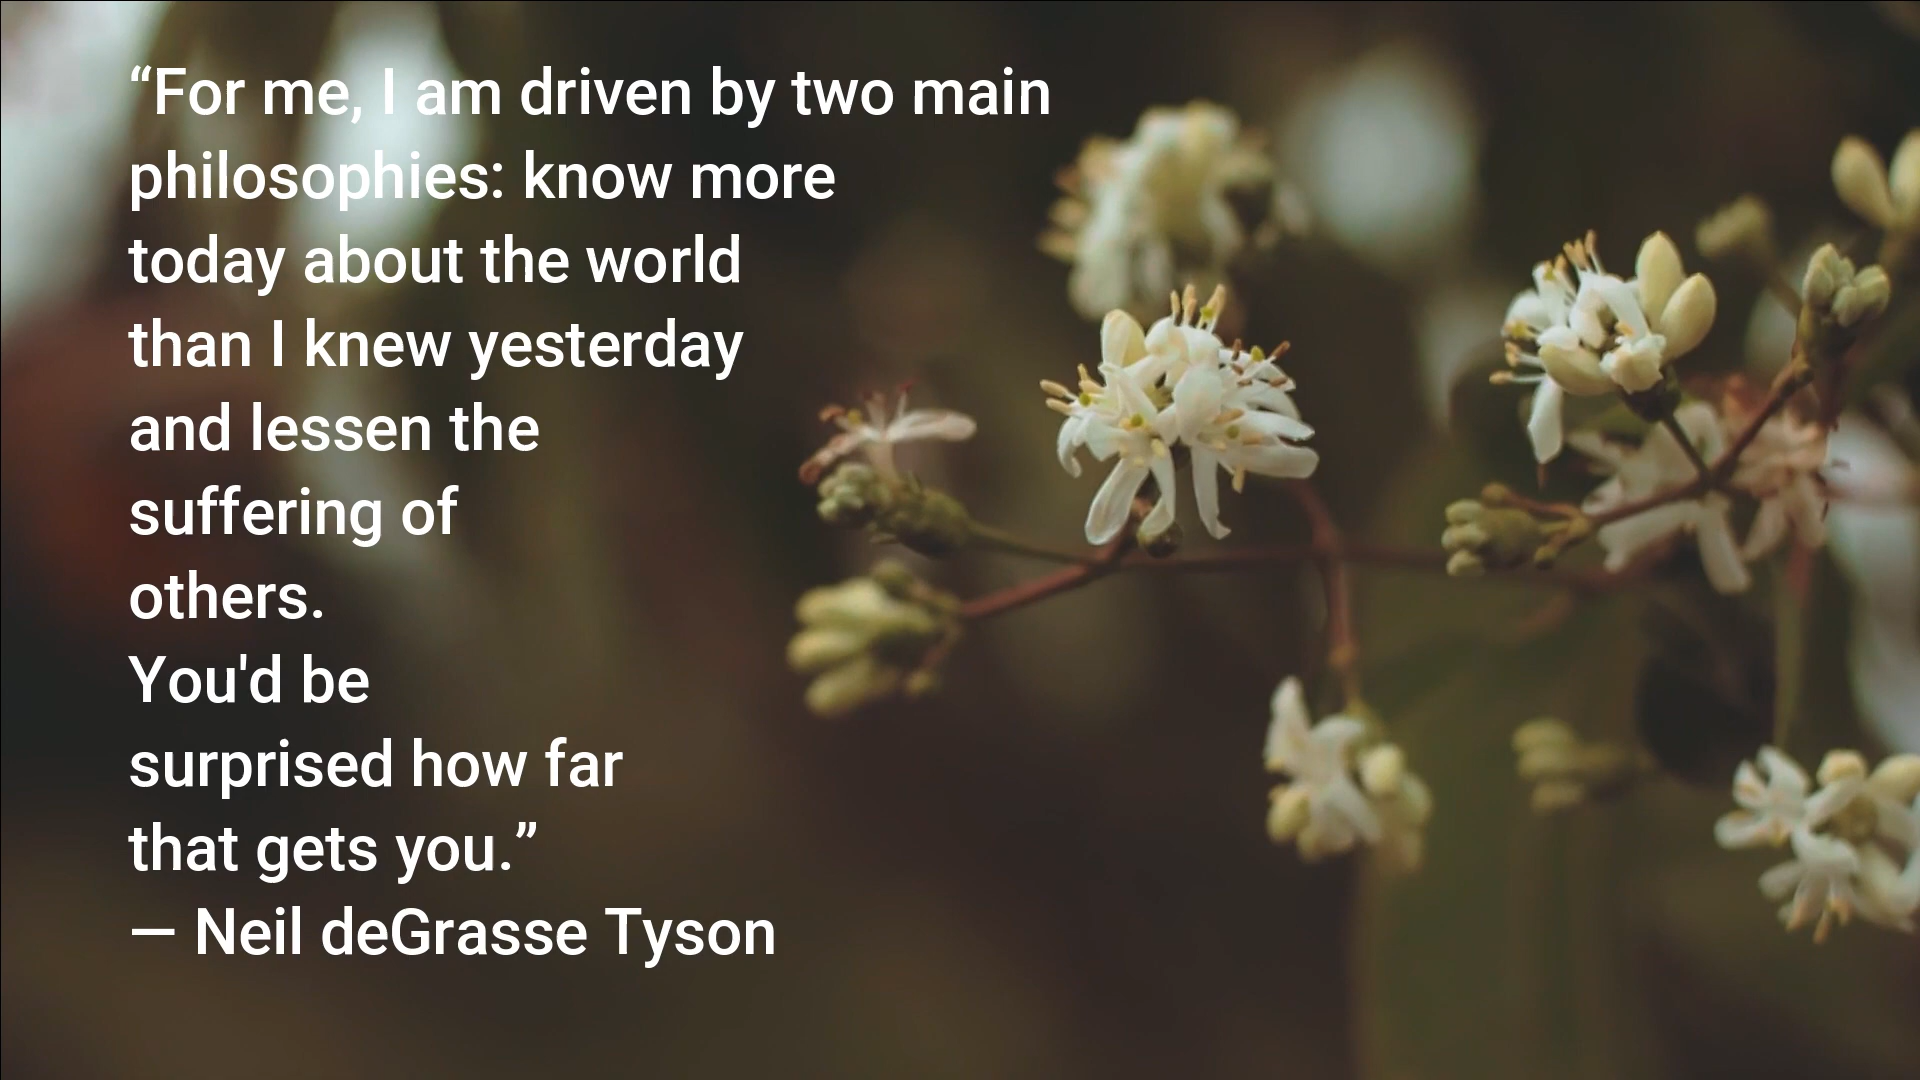 “For me, I am driven by two main
philosophies: know more
today about the world
than I knew yesterday
and lessen the
suffering of
others.
You'd be
surprised how far
that gets you.”
— Neil deGrasse Tyson